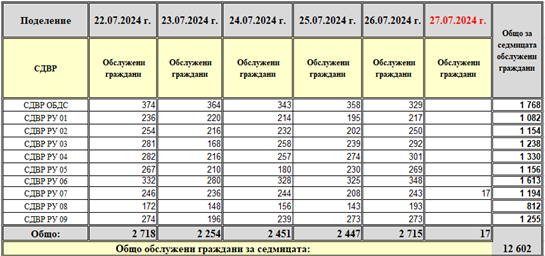 Поделение 22.07.2024 г. 23.07.2024 г. 24.07.2024 г. 25.07.2024 г. 26.07.2024 г. 27.07.2024 г. Общо за седмицата обслужени граждани
СДВР Обслужени граждани Обслужени граждани Обслужени граждани Обслужени граждани Обслужени граждани Обслужени граждани
СДВР ОБДС 374 364 343 358 329 1 768
СДВР РУ 01 236 220 214 195 217 1 082
СДВР РУ 02 254 216 232 202 250 1 154
СДВР РУ 03 281 168 258 239 292 1 238
СДВР РУ 04 282 216 257 274 301 1 330
СДВР РУ 05 267 210 180 230 269 1 156
СДВР РУ 06 332 280 328 325 348 1 613
СДВР РУ 07 246 236 244 208 243 17 1 194
СДВР РУ 08 172 148 156 143 193 812
СДВР РУ 09 274 196 239 273 273 1 255
Общо: 2 718 2 254 2 451 2 447 2 715 17
Общо обслужени граждани за седмицата: 12 602